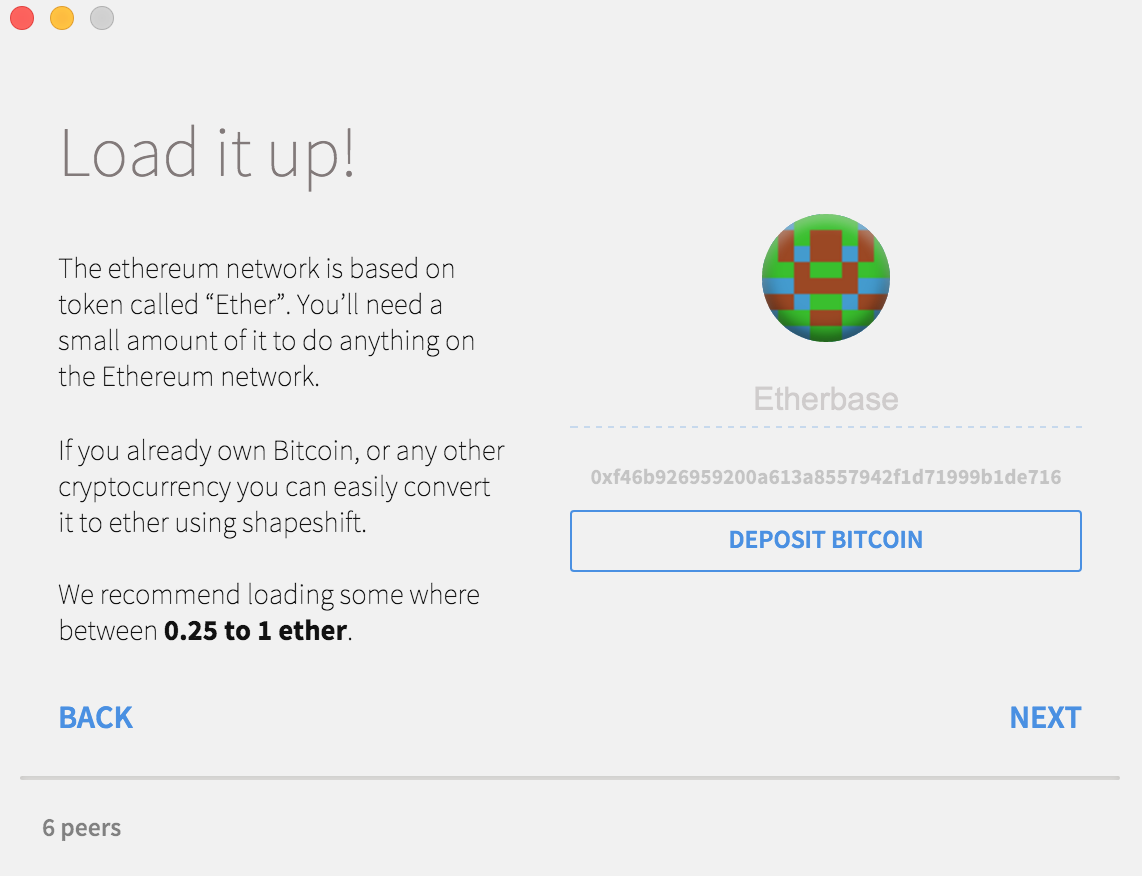 Load it up!
The ethereum network is based on
token called “Ether”. You’ll need a
small amount of it to do anything on
the Ethereum network.
If you already own Bitcoin, or any other
cryptocurrency you can easily convert
it to ether using shapeshift.
We recommend loading some where
between 0.25 to 1 ether.
Etherbase
0xf46b926959200a613a8557942f1d71999b1de716
DEPOSIT BITCOIN
BACK
NEXT
6 peers